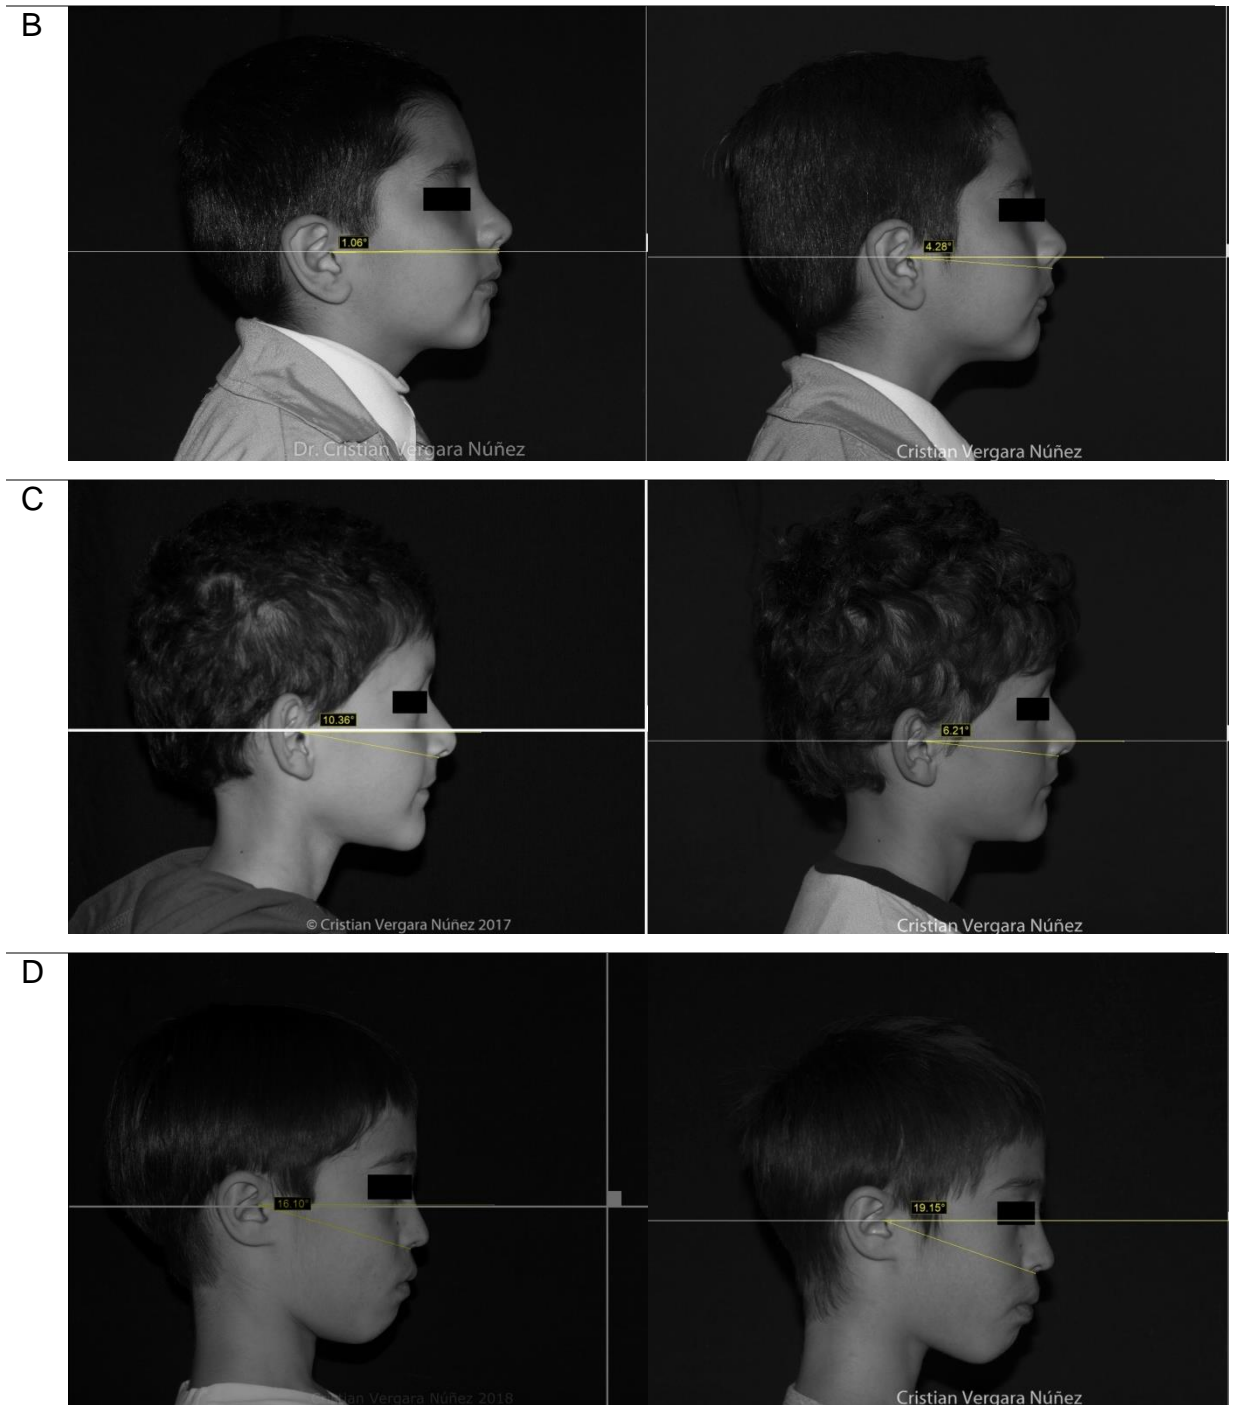 B
1.06°
4.28°
Dr. Cristian Vergara Núñez
Cristian Vergara Núñez
C
10.36°
6.21°
© Cristian Vergara Núñez 2017
Cristian Vergara Núñez
D
16.10°
19.15°
Cristian Vergara Núñez 2018
Cristian Vergara Núñez